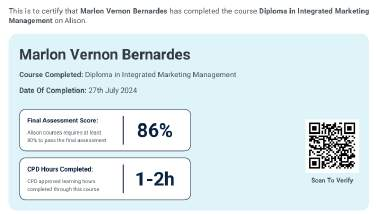 This is to certify that Marlon Vernon Bernardes has completed the course Diploma in Integrated Marketing
Management on Alison.
Marlon Vernon Bernardes
Course Completed: Diploma in Integrated Marketing Management
Date Of Completion: 27th July 2024
Final Assessment Score:
Alison courses requires at least
80% to pass the final assessment
86%
CPD Hours Completed:
CPD approved learning hours
completed through this course
1-2h
Scan To Verify